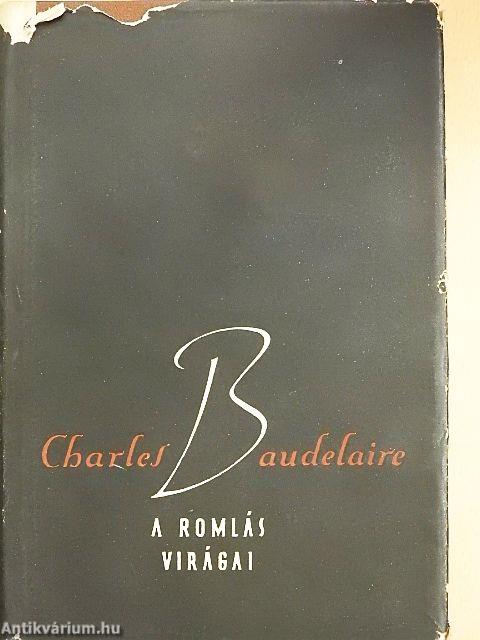 Charles Baudelaire
A ROMLÁS
VIRÁGAI
Antikvárium.hu